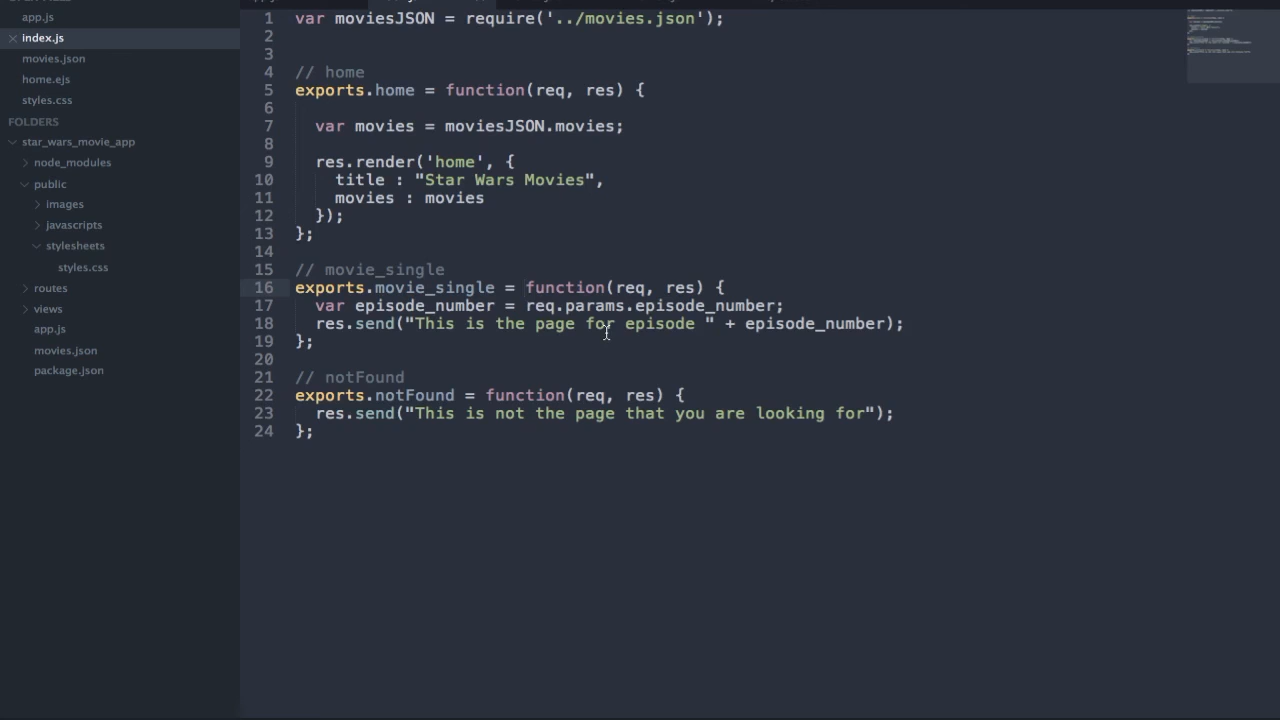 app.js
index.js
movies.json
home.ejs
styles.css
FOLDERS
star_wars_movie_app
node_modules
public
images
javascripts
stylesheets
styles.css
routes
views
app.js
movies.json
package.json
1 var moviesJSON = require('../movies.json');
2
3
4 // home
5 exports.home = function(req, res) {
6
7 var movies = moviesJSON.movies;
8
9 res.render('home', {
10 title : "Star Wars Movies",
11 movies : movies
12 });
13 };
14
15 // movie_single
16 exports.movie_single = function(req, res) {
17 var episode_number = req.params.episode_number;
18 res.send("This is the page for episode " + episode_number);
19 };
20
21 // notFound
22 exports.notFound = function(req, res) {
23 res.send("This is not the page that you are looking for");
24 };